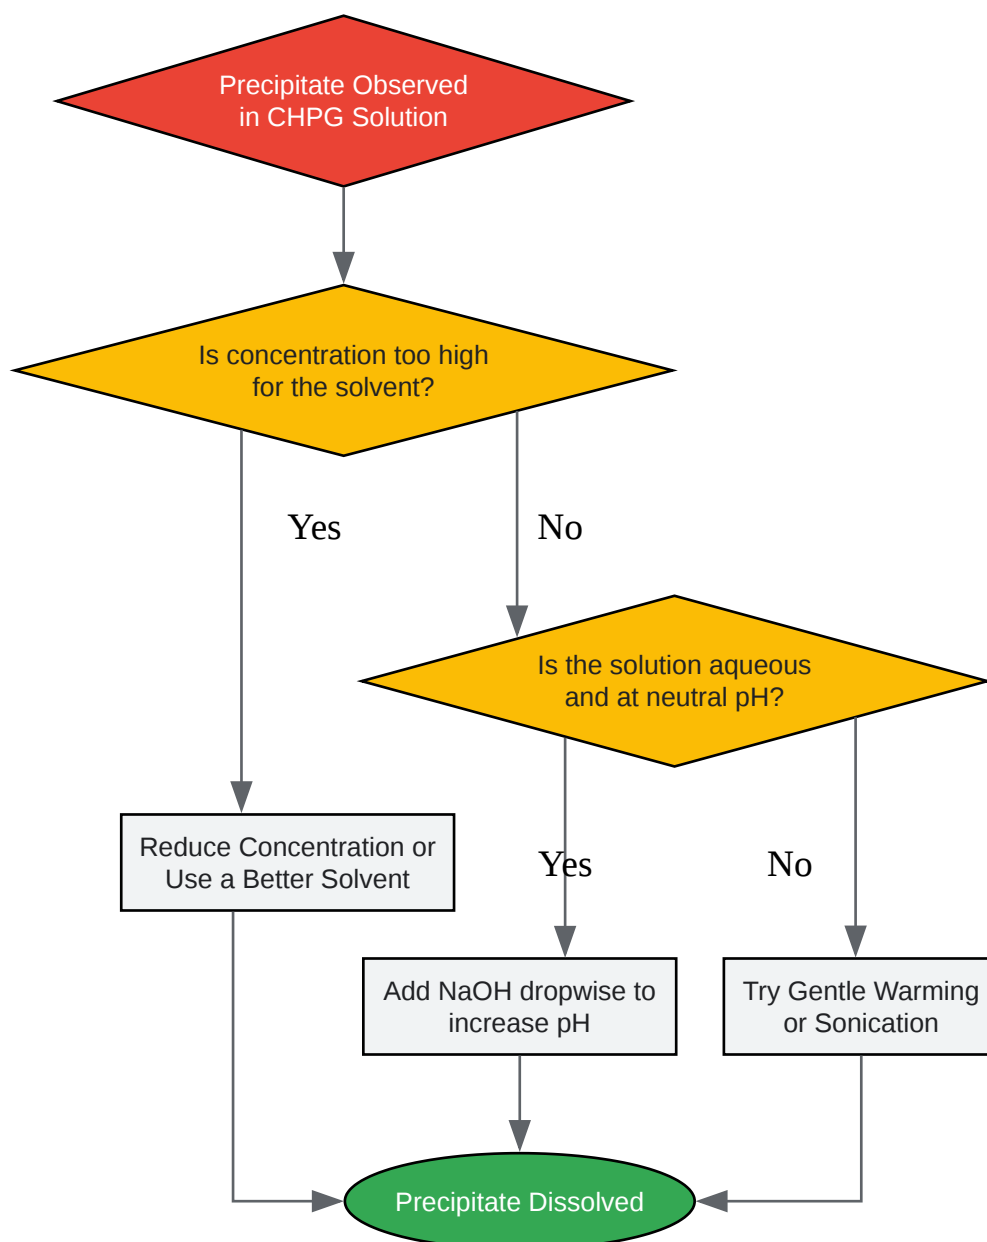 Precipitate Observed
in CHPG Solution
Is concentration too high
for the solvent?
Yes
No
Is the solution aqueous
and at neutral pH?
Reduce Concentration or
Use a Better Solvent
Yes
No
Add NaOH dropwise to
increase pH
Try Gentle Warming
or Sonication
Precipitate Dissolved